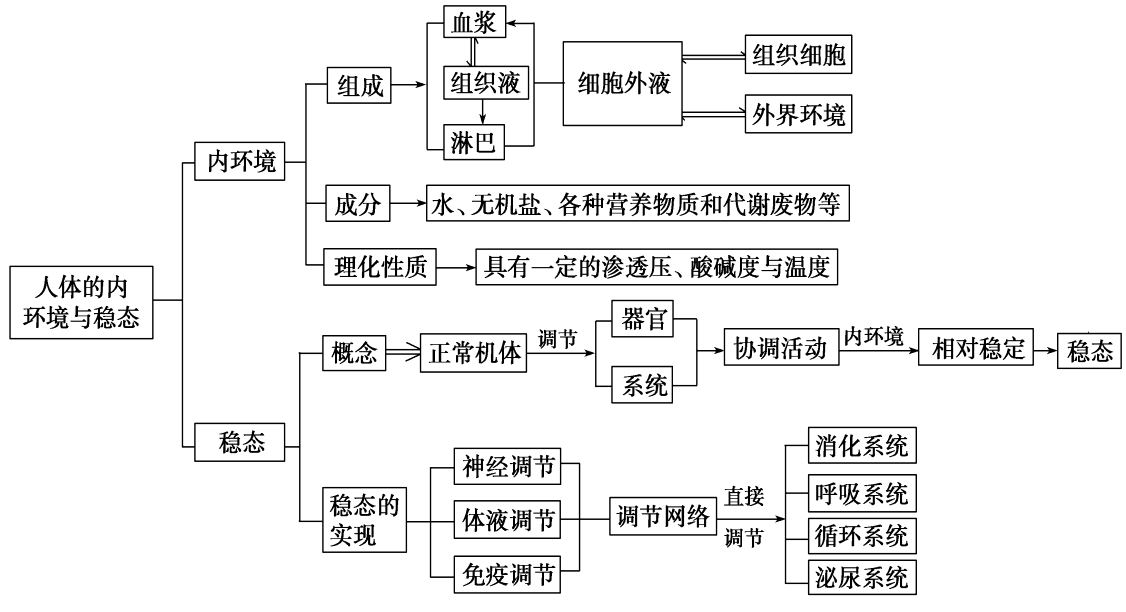 人体的内
环境与稳态
内环境
组成
血浆
组织液
淋巴
细胞外液
组织细胞
外界环境
成分
水、无机盐、各种营养物质和代谢废物等
理化性质
具有一定的渗透压、酸碱度与温度
稳态
概念
正常机体
调节
器官
系统
协调活动
内环境
相对稳定
稳态
稳态的
实现
神经调节
体液调节
免疫调节
调节网络
直接
调节
消化系统
呼吸系统
循环系统
泌尿系统